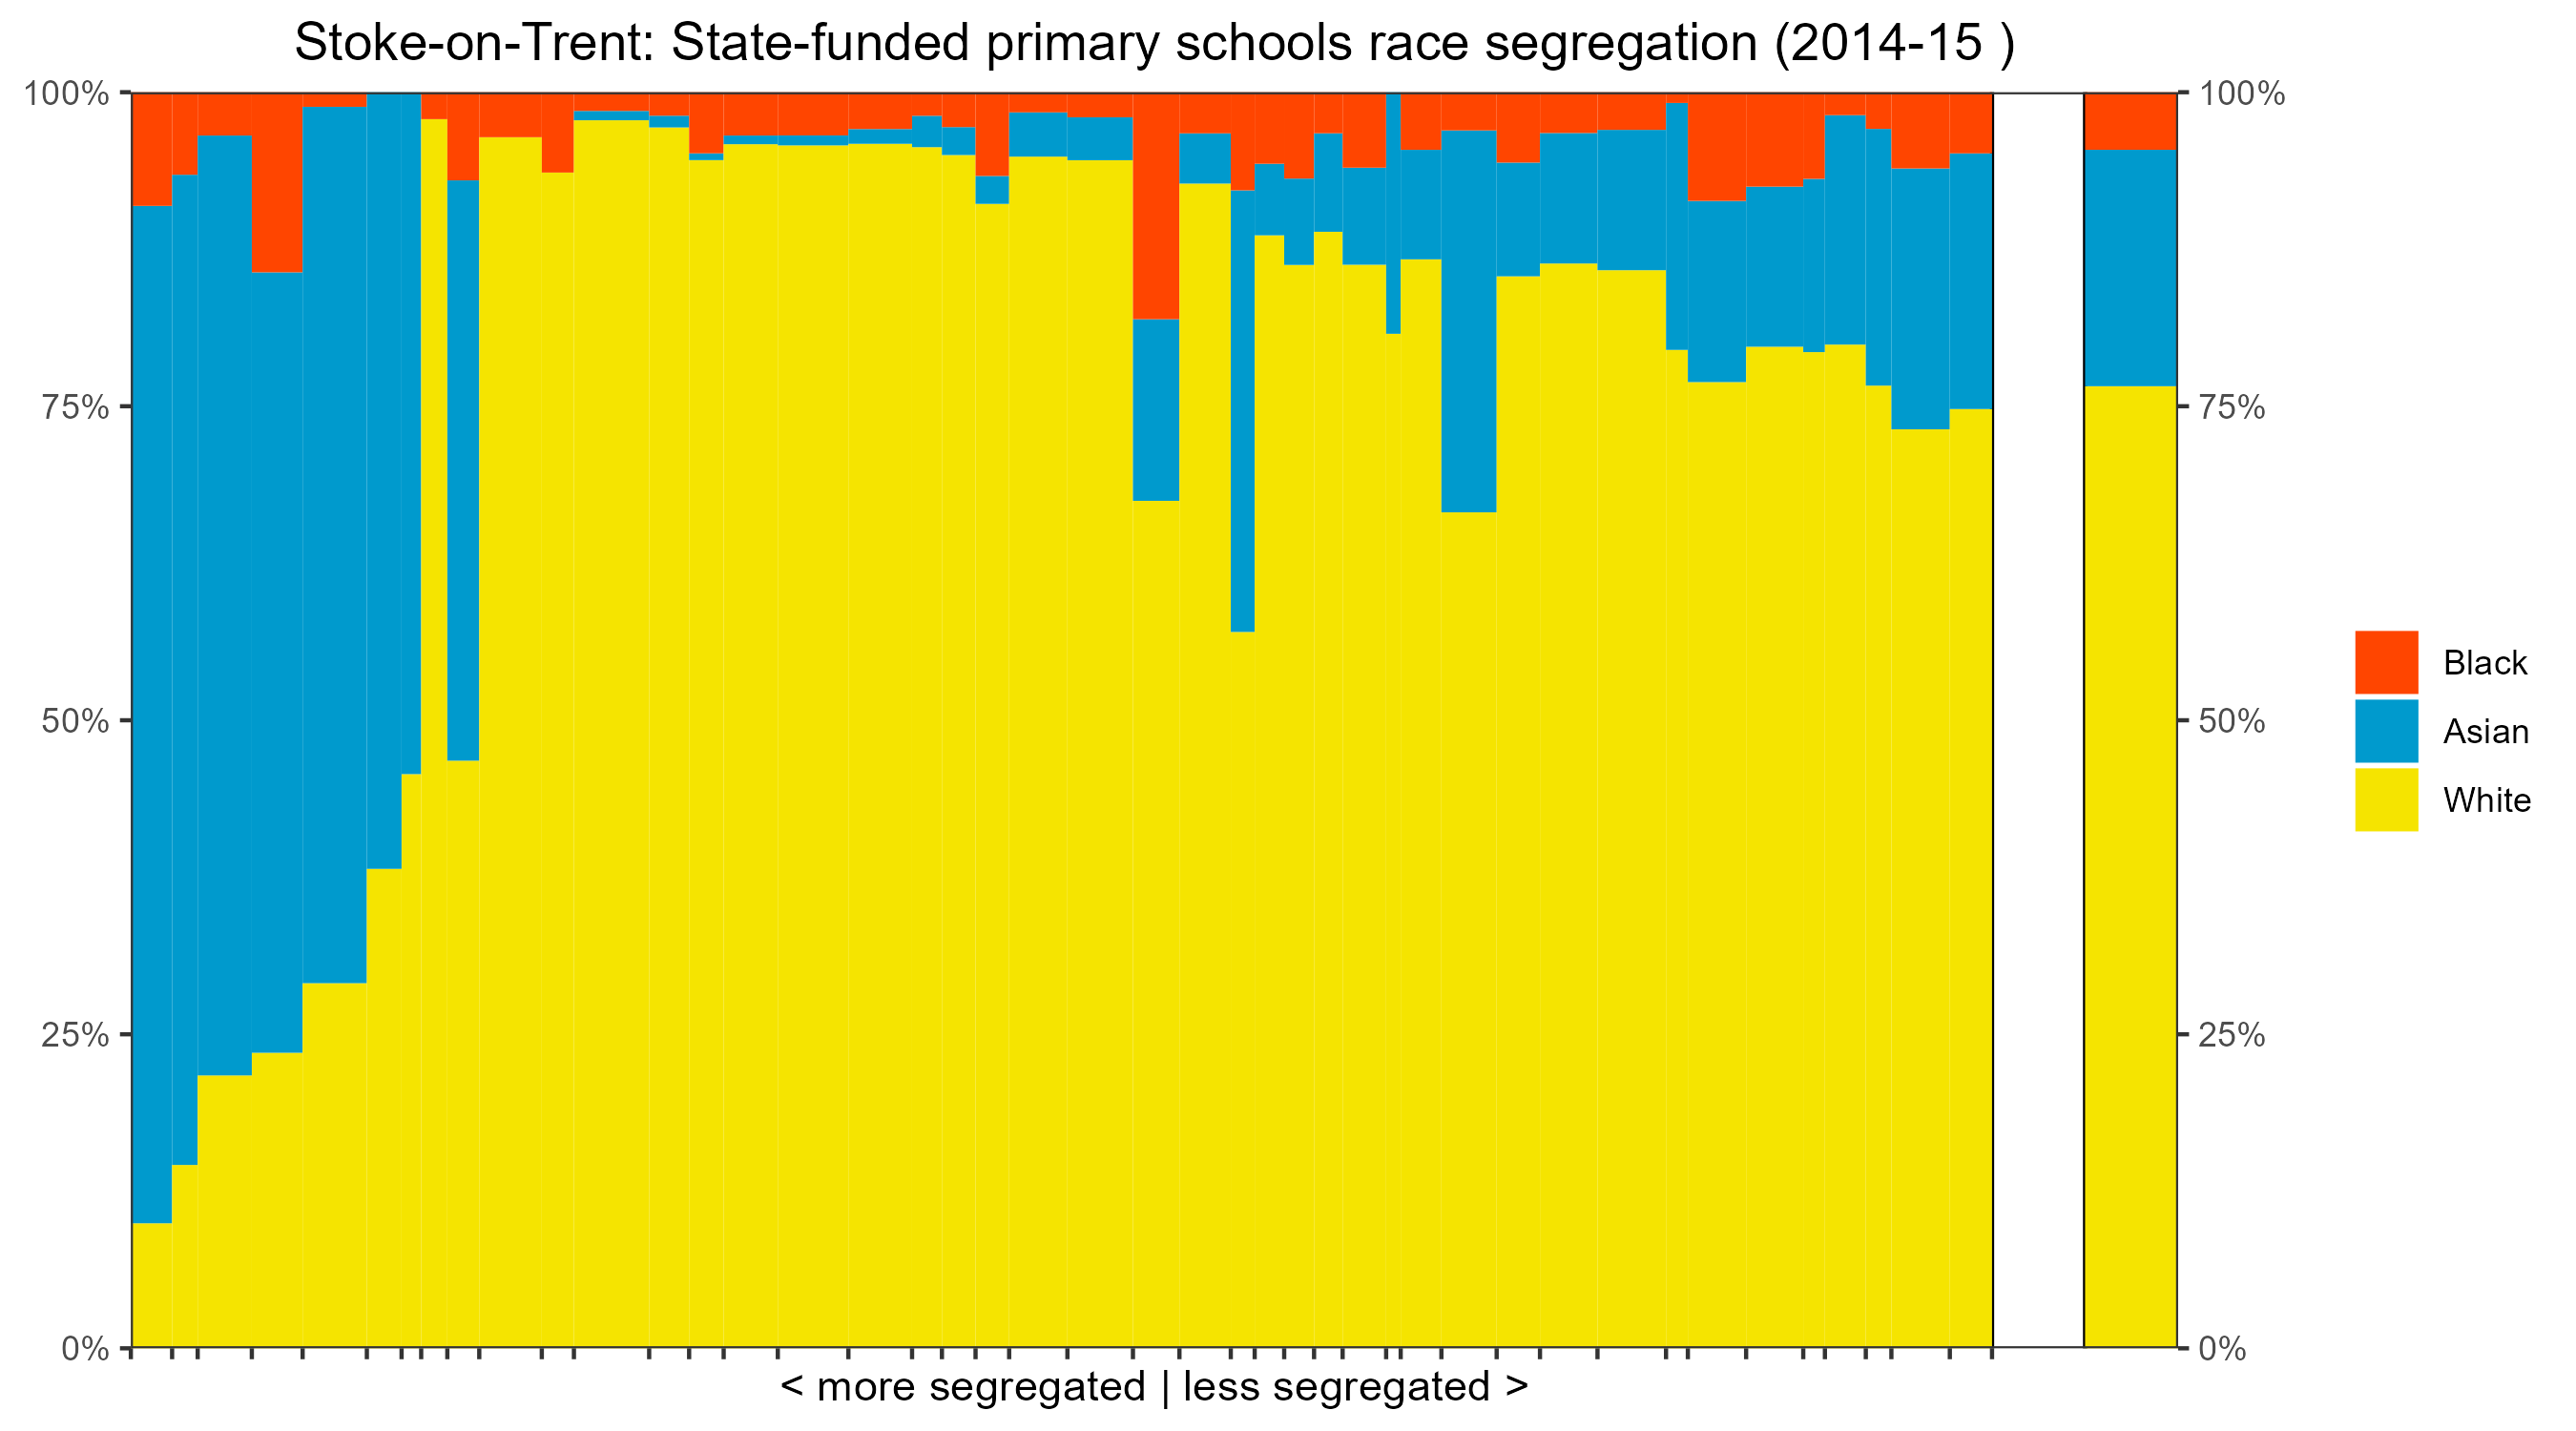 Stoke-on-Trent: State-funded primary schools race segregation (2014-15 )
100%
75%
50%
25%
0%
100%
75%
50%
25%
0%
Black
Asian
White
< more segregated | less segregated >